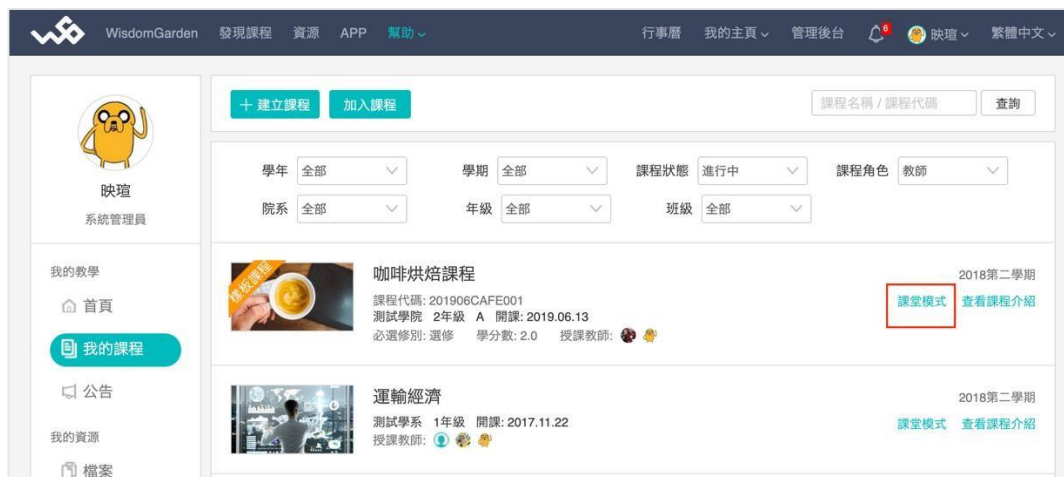 WisdomGarden 發現課程 資源 APP 幫助 行事曆 我的主頁 管理後台 6 映瑄 繁體中文
映瑄
系統管理員
我的教學
首頁
我的課程
公告
我的資源
檔案
+ 建立課程 加入課程 課程名稱 / 課程代碼 查詢
學年 全部 學期 全部 課程狀態 進行中 課程角色 教師
院系 全部 年級 全部 班級 全部
樣板課程
咖啡烘焙課程 2018第二學期
課程代碼: 201906CAFE001 課堂模式 查看課程介紹
測試學院 2年級 A 開課: 2019.06.13
必選修別: 選修 學分數: 2.0 授課教師:
運輸經濟 2018第二學期
測試學系 1年級 開課: 2017.11.22 課堂模式 查看課程介紹
授課教師: